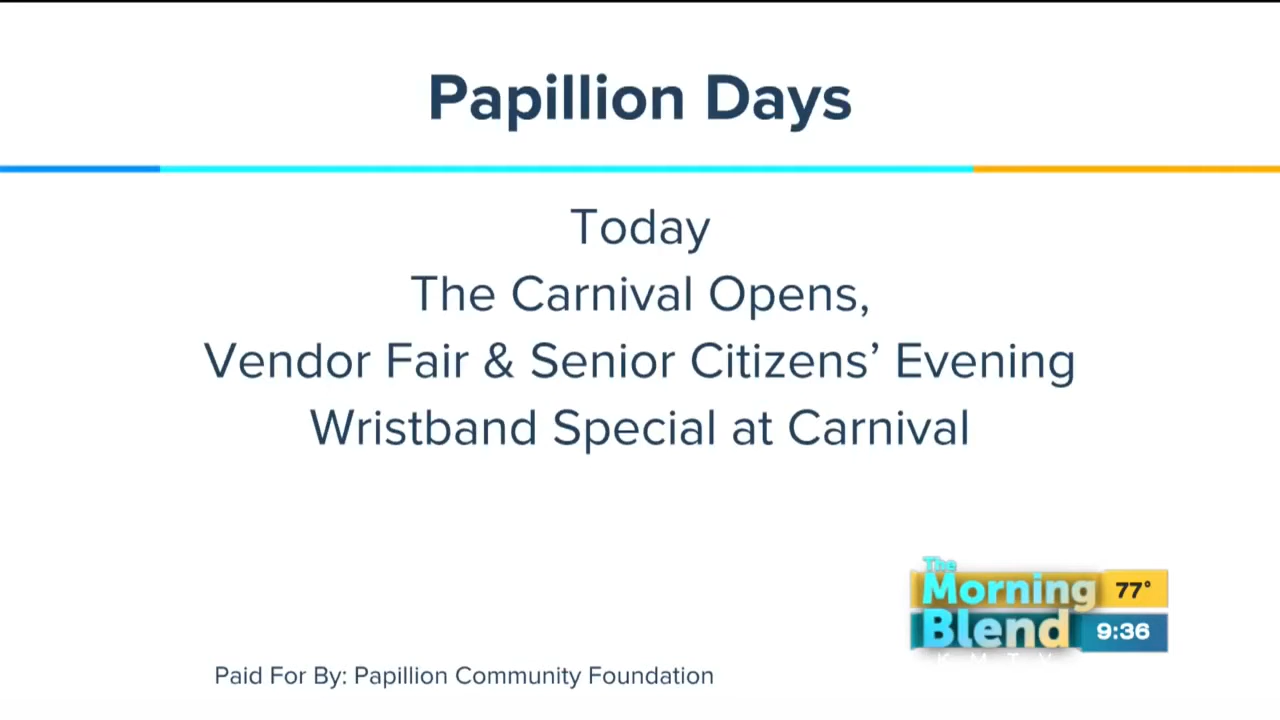 Papillion Days
Today
The Carnival Opens,
Vendor Fair & Senior Citizens’ Evening
Wristband Special at Carnival
The
Morning
77°
Blend
9:36
K M T V
Paid For By: Papillion Community Foundation